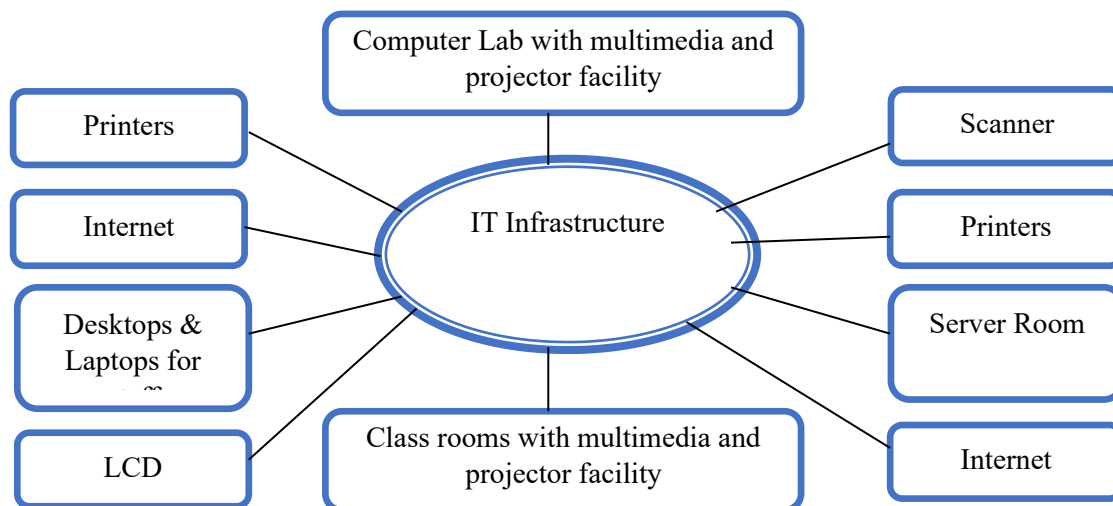 Computer Lab with multimedia and
projector facility
Printers
Scanner
IT Infrastructure
Internet
Printers
Desktops &
Laptops for
Server Room
Class rooms with multimedia and
projector facility
LCD
Internet